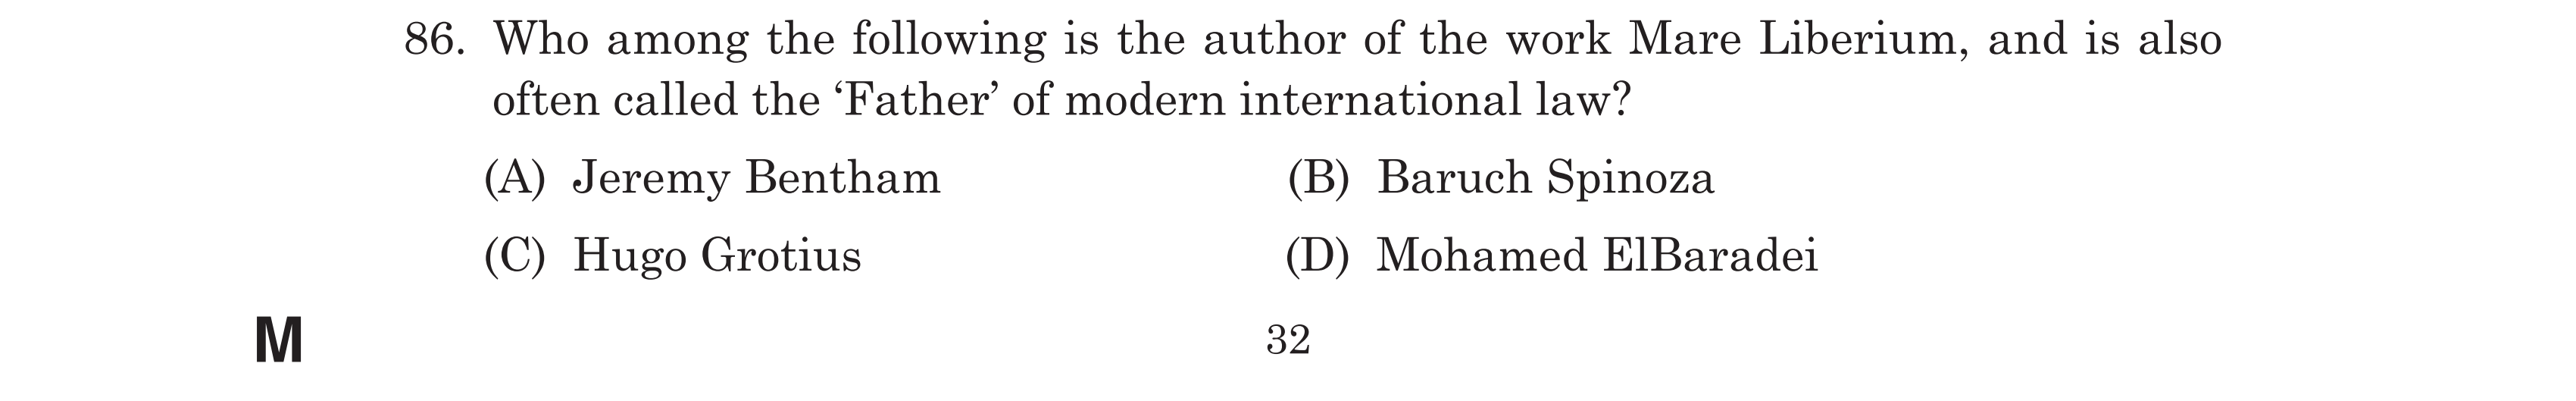 86. Who among the following is the author of the work Mare Liberium, and is also
often called the ‘Father’ of modern international law?
(A) Jeremy Bentham (B) Baruch Spinoza
(C) Hugo Grotius (D) Mohamed ElBaradei
M 32